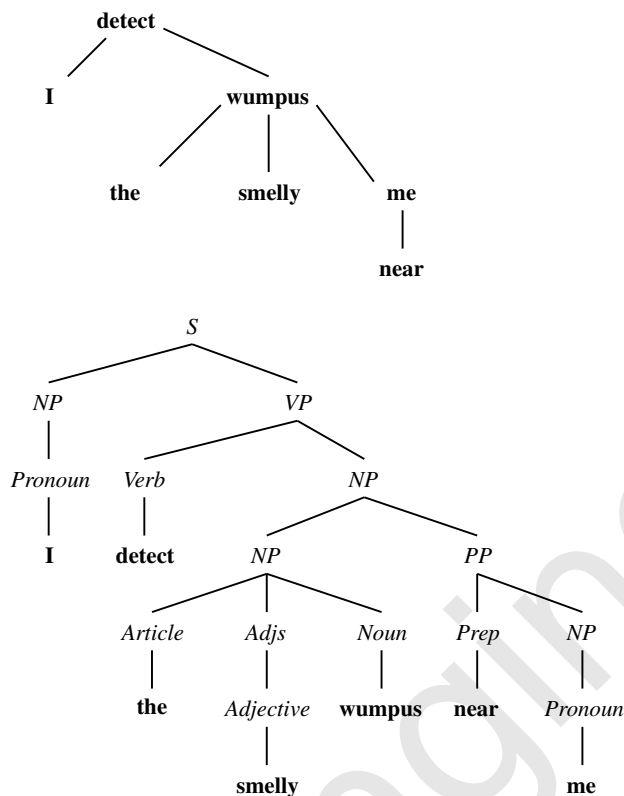 detect
I wumpus
the smelly me
near
S
NP VP
Pronoun Verb NP
I detect NP PP
Article Adjs Noun Prep NP
the Adjective wumpus near Pronoun
smelly me